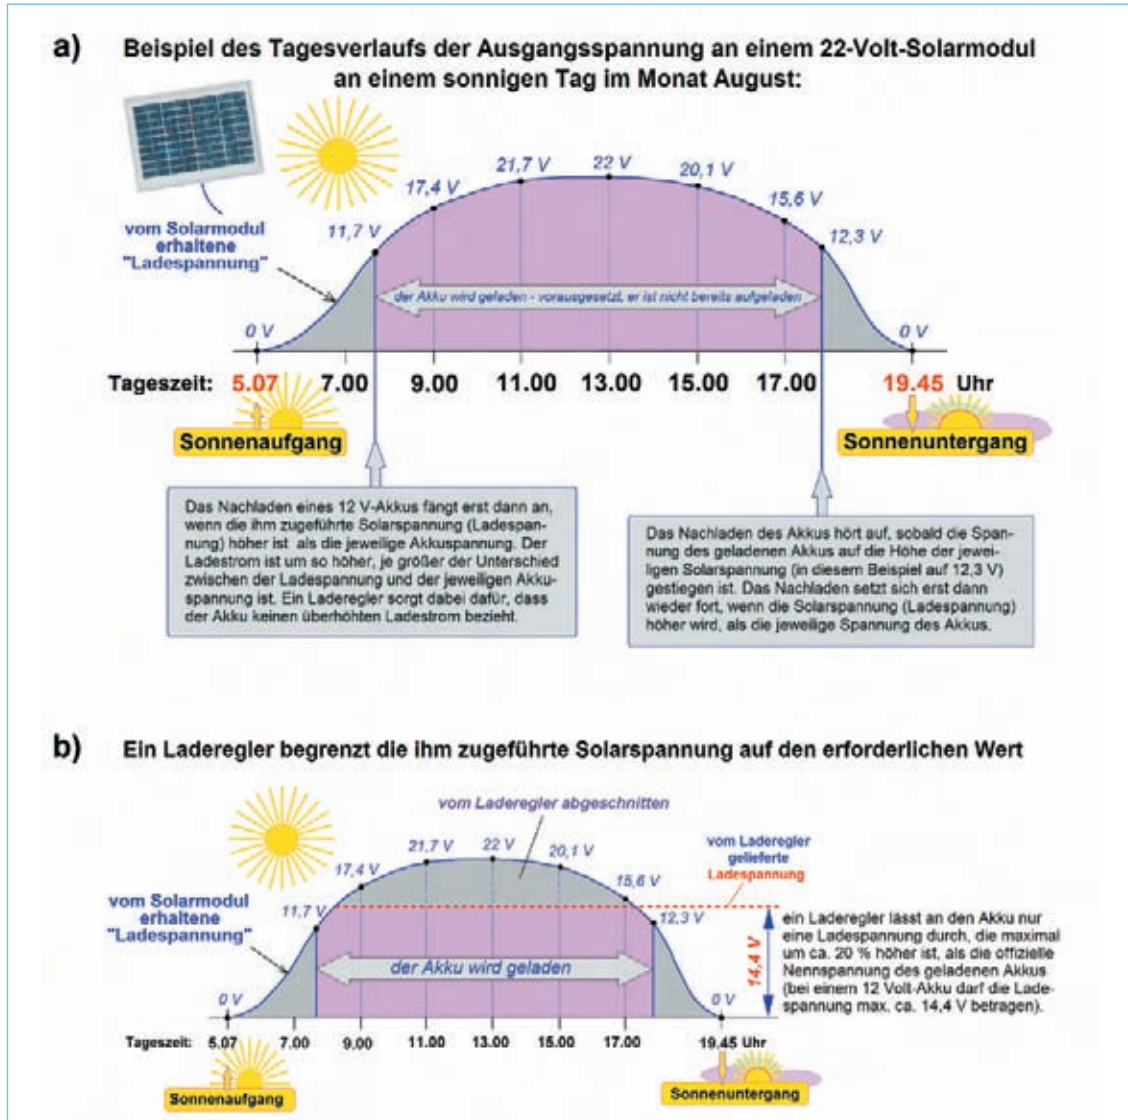 a) Beispiel des Tagesverlaufs der Ausgangsspannung an einem 22-Volt-Solarmodul
an einem sonnigen Tag im Monat August:
21,7 V
22 V
20,1 V
17,4 V
15,6 V
vom Solarmodul
erhaltene
"Ladespannung"
11,7 V
12,3 V
der Akku wird geladen - vorausgesetzt, er ist nicht bereits aufgeladen
0 V
0 V
Tageszeit: 5.07 7.00 9.00 11.00 13.00 15.00 17.00 19.45 Uhr
Sonnenaufgang
Sonnenuntergang
Das Nachladen eines 12 V-Akkus fängt erst dann an,
wenn die ihm zugeführte Solarspannung (Ladespan-
nung) höher ist als die jeweilige Akkuspannung. Der
Ladestrom ist um so höher, je größer der Unterschied
zwischen der Ladespannung und der jeweiligen Akku-
spannung ist. Ein Laderegler sorgt dabei dafür, dass
der Akku keinen überhöhten Ladestrom bezieht.
Das Nachladen des Akkus hört auf, sobald die Span-
nung des geladenen Akkus auf die Höhe der jewei-
ligen Solarspannung (in diesem Beispiel auf 12,3 V)
gestiegen ist. Das Nachladen setzt sich erst dann
wieder fort, wenn die Solarspannung (Ladespannung)
höher wird, als die jeweilige Spannung des Akkus.
b) Ein Laderegler begrenzt die ihm zugeführte Solarspannung auf den erforderlichen Wert
vom Laderegler abgeschnitten
21,7 V
22 V
20,1 V
17,4 V
15,6 V
vom Laderegler
gelieferte
Ladespannung
vom Solarmodul
erhaltene
"Ladespannung"
11,7 V
12,3 V
der Akku wird geladen
14,4 V
ein Laderegler lässt an den Akku nur
eine Ladespannung durch, die maximal
um ca. 20 % höher ist, als die offizielle
Nennspannung des geladenen Akkus
(bei einem 12 Volt-Akku darf die Lade-
spannung max. ca. 14,4 V betragen).
0 V
0 V
Tageszeit: 5.07 7.00 9.00 11.00 13.00 15.00 17.00 19.45 Uhr
Sonnenaufgang
Sonnenuntergang